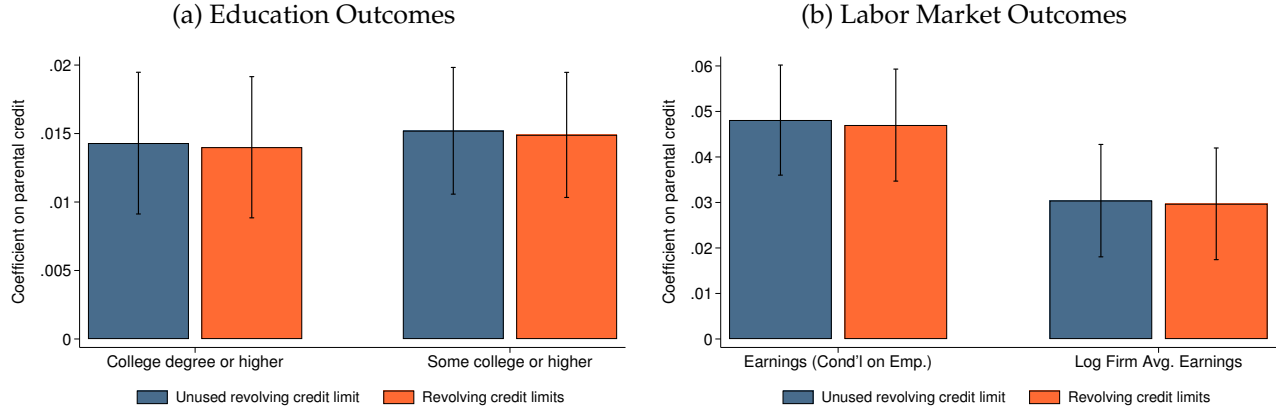 (a) Education Outcomes
Coefficient on parental credit
.02
.015
.01
.005
0
College degree or higher
Some college or higher
Unused revolving credit limit
Revolving credit limits
(b) Labor Market Outcomes
Coefficient on parental credit
.06
.05
.04
.03
.02
.01
0
Earnings (Cond'l on Emp.)
Log Firm Avg. Earnings
Unused revolving credit limit
Revolving credit limits